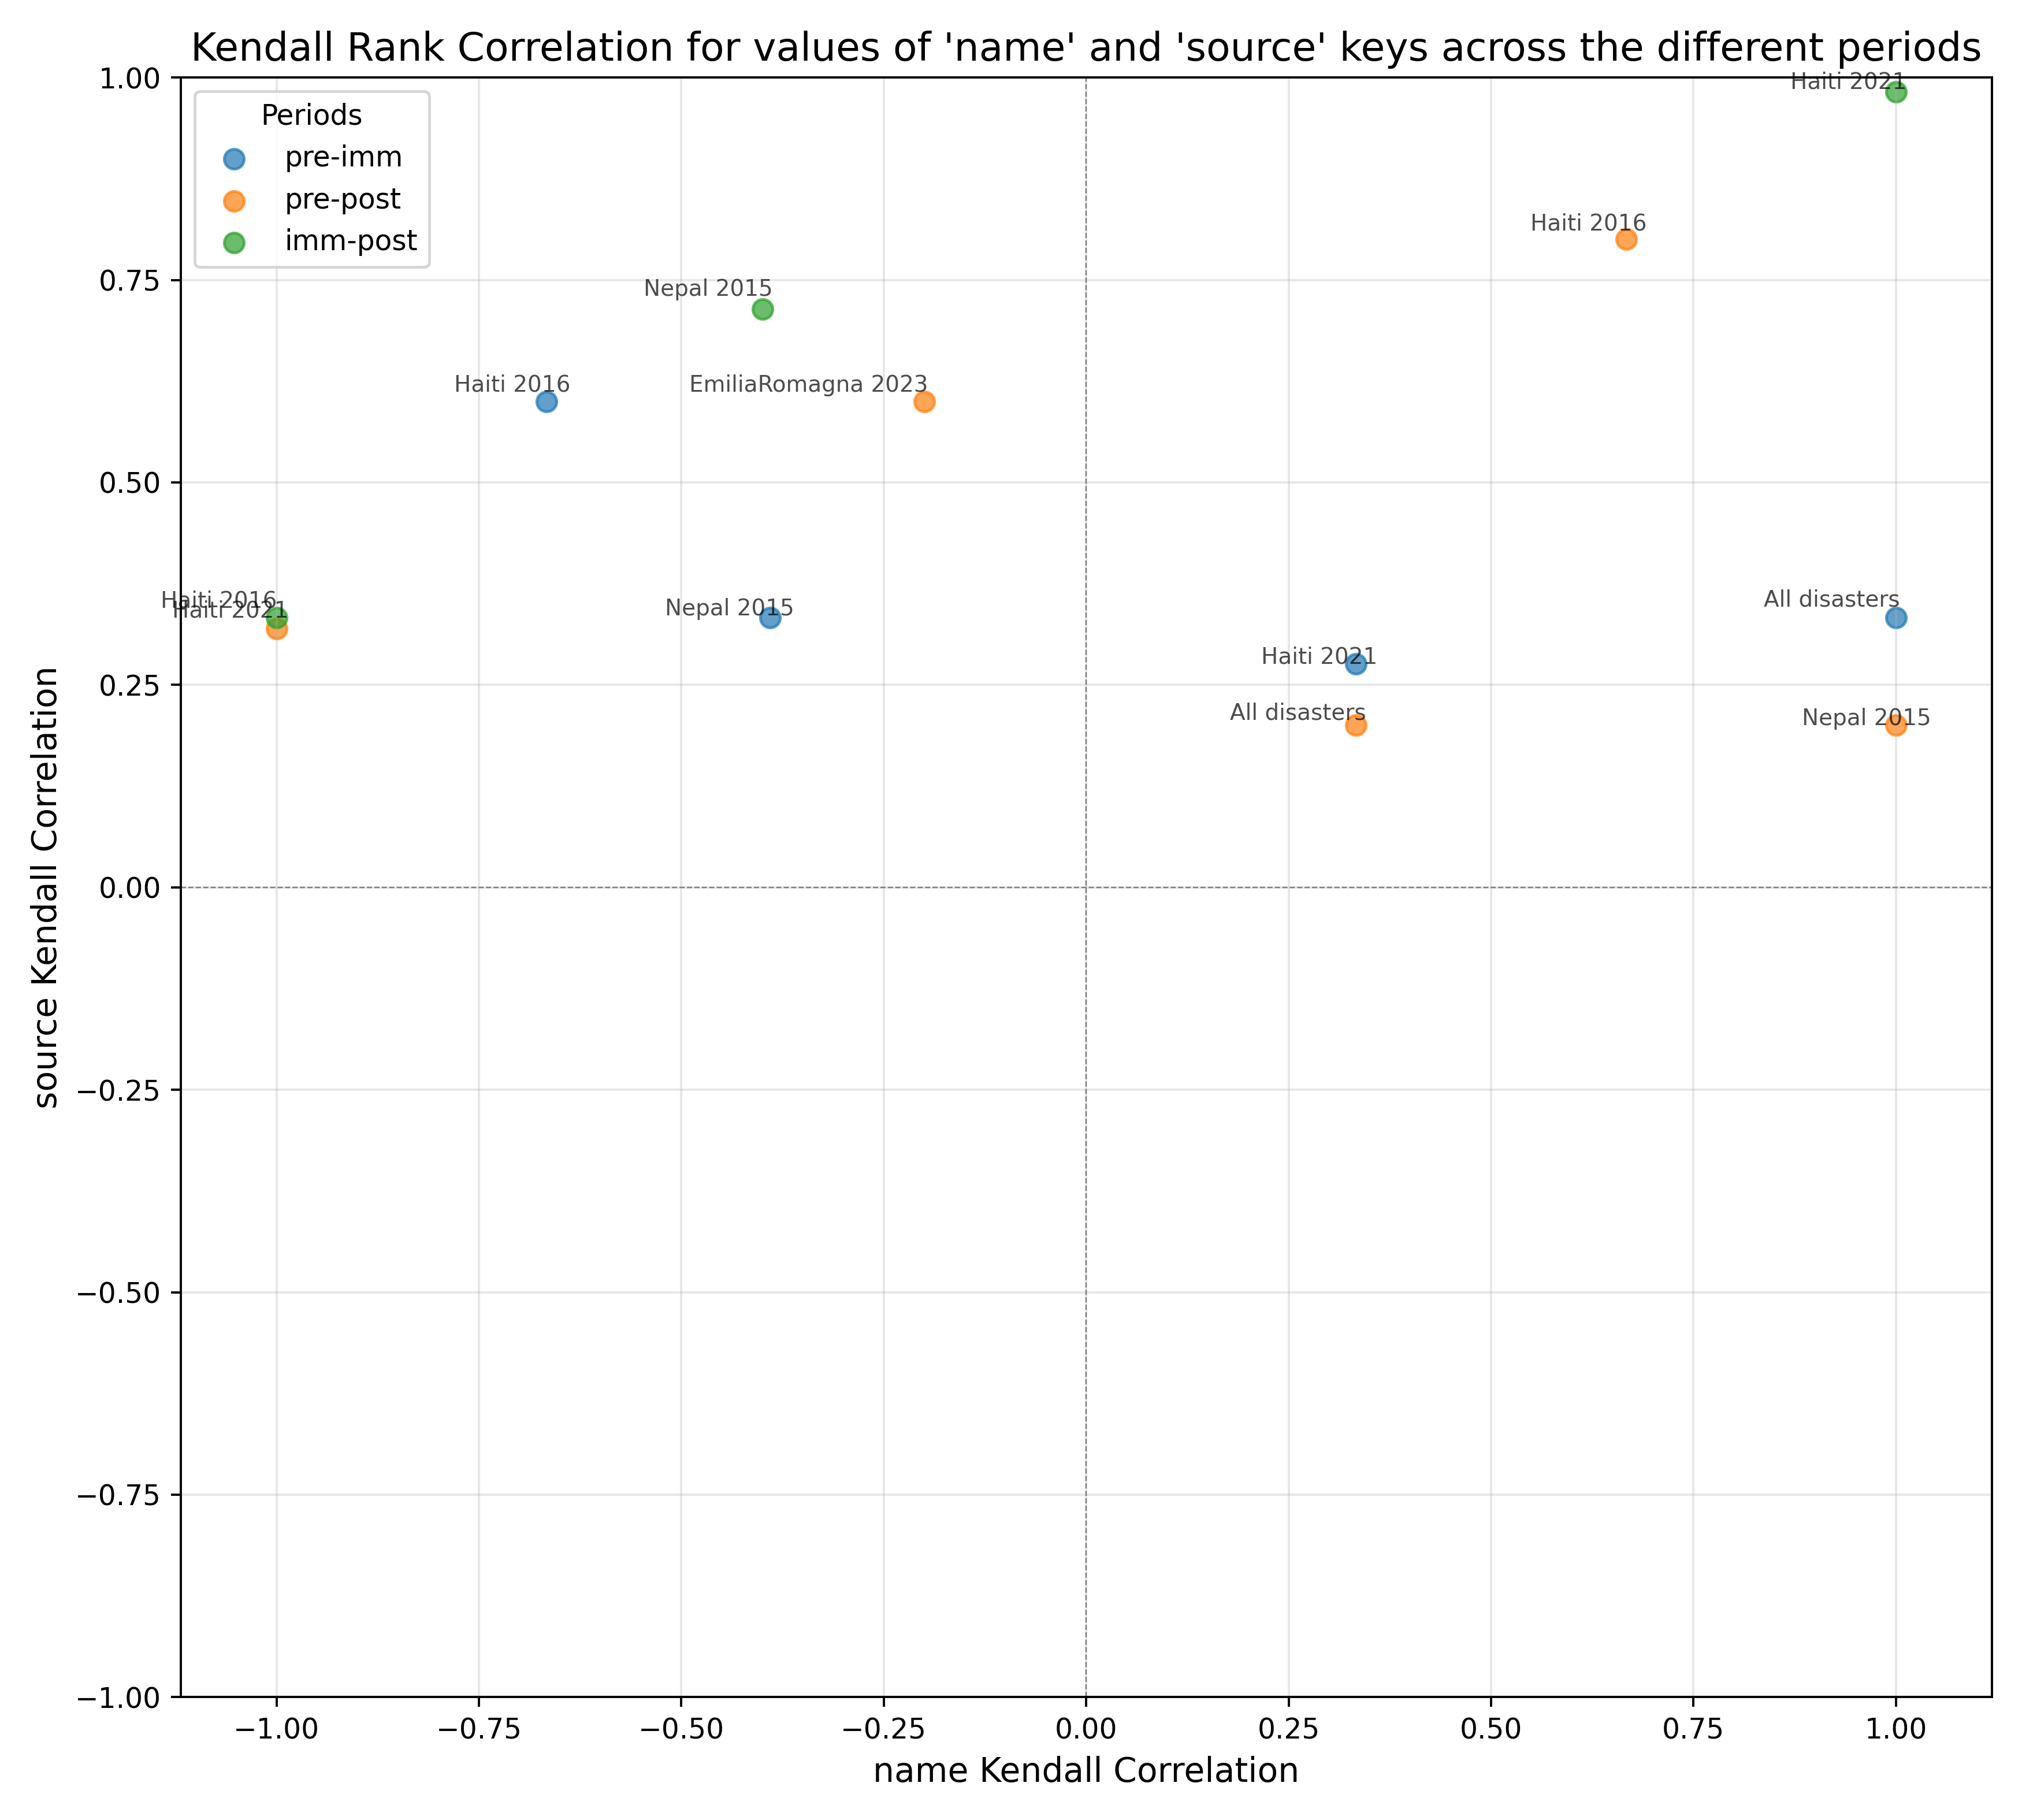 Kendall Rank Correlation for values of 'name' and 'source' keys across the different periods
Periods
pre-imm
pre-post
imm-post
Haiti 2021
Haiti 2016
Nepal 2015
Haiti 2016
EmiliaRomagna 2023
Haiti 2016
Haiti 2021
Nepal 2015
All disasters
Haiti 2021
All disasters
Nepal 2015
1.00
0.75
0.50
0.25
0.00
−0.25
−0.50
−0.75
−1.00
source Kendall Correlation
−1.00 −0.75 −0.50 −0.25 0.00 0.25 0.50 0.75 1.00
name Kendall Correlation